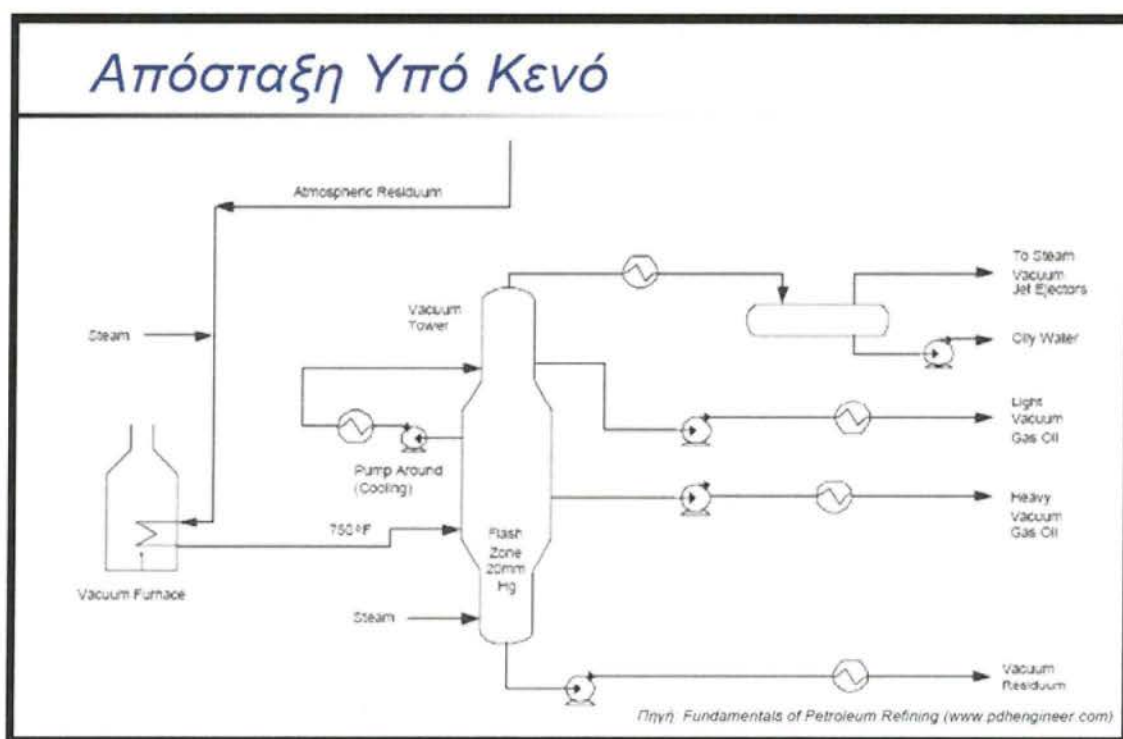 Απόσταξη Υπό Κενό
Atmospheric Residuum
To Steam
Vacuum
Jet Ejectors
Vacuum
Tower
Steam
Oily Water
Light
Vacuum
Gas Oil
Pump Around
(Cooling)
Heavy
Vacuum
Gas Oil
750ºF
Flash
Zone
20mm
Hg
Vacuum Furnace
Steam
Vacuum
Residuum
Πηγή: Fundamentals of Petroleum Refining (www.pdhengineer.com)